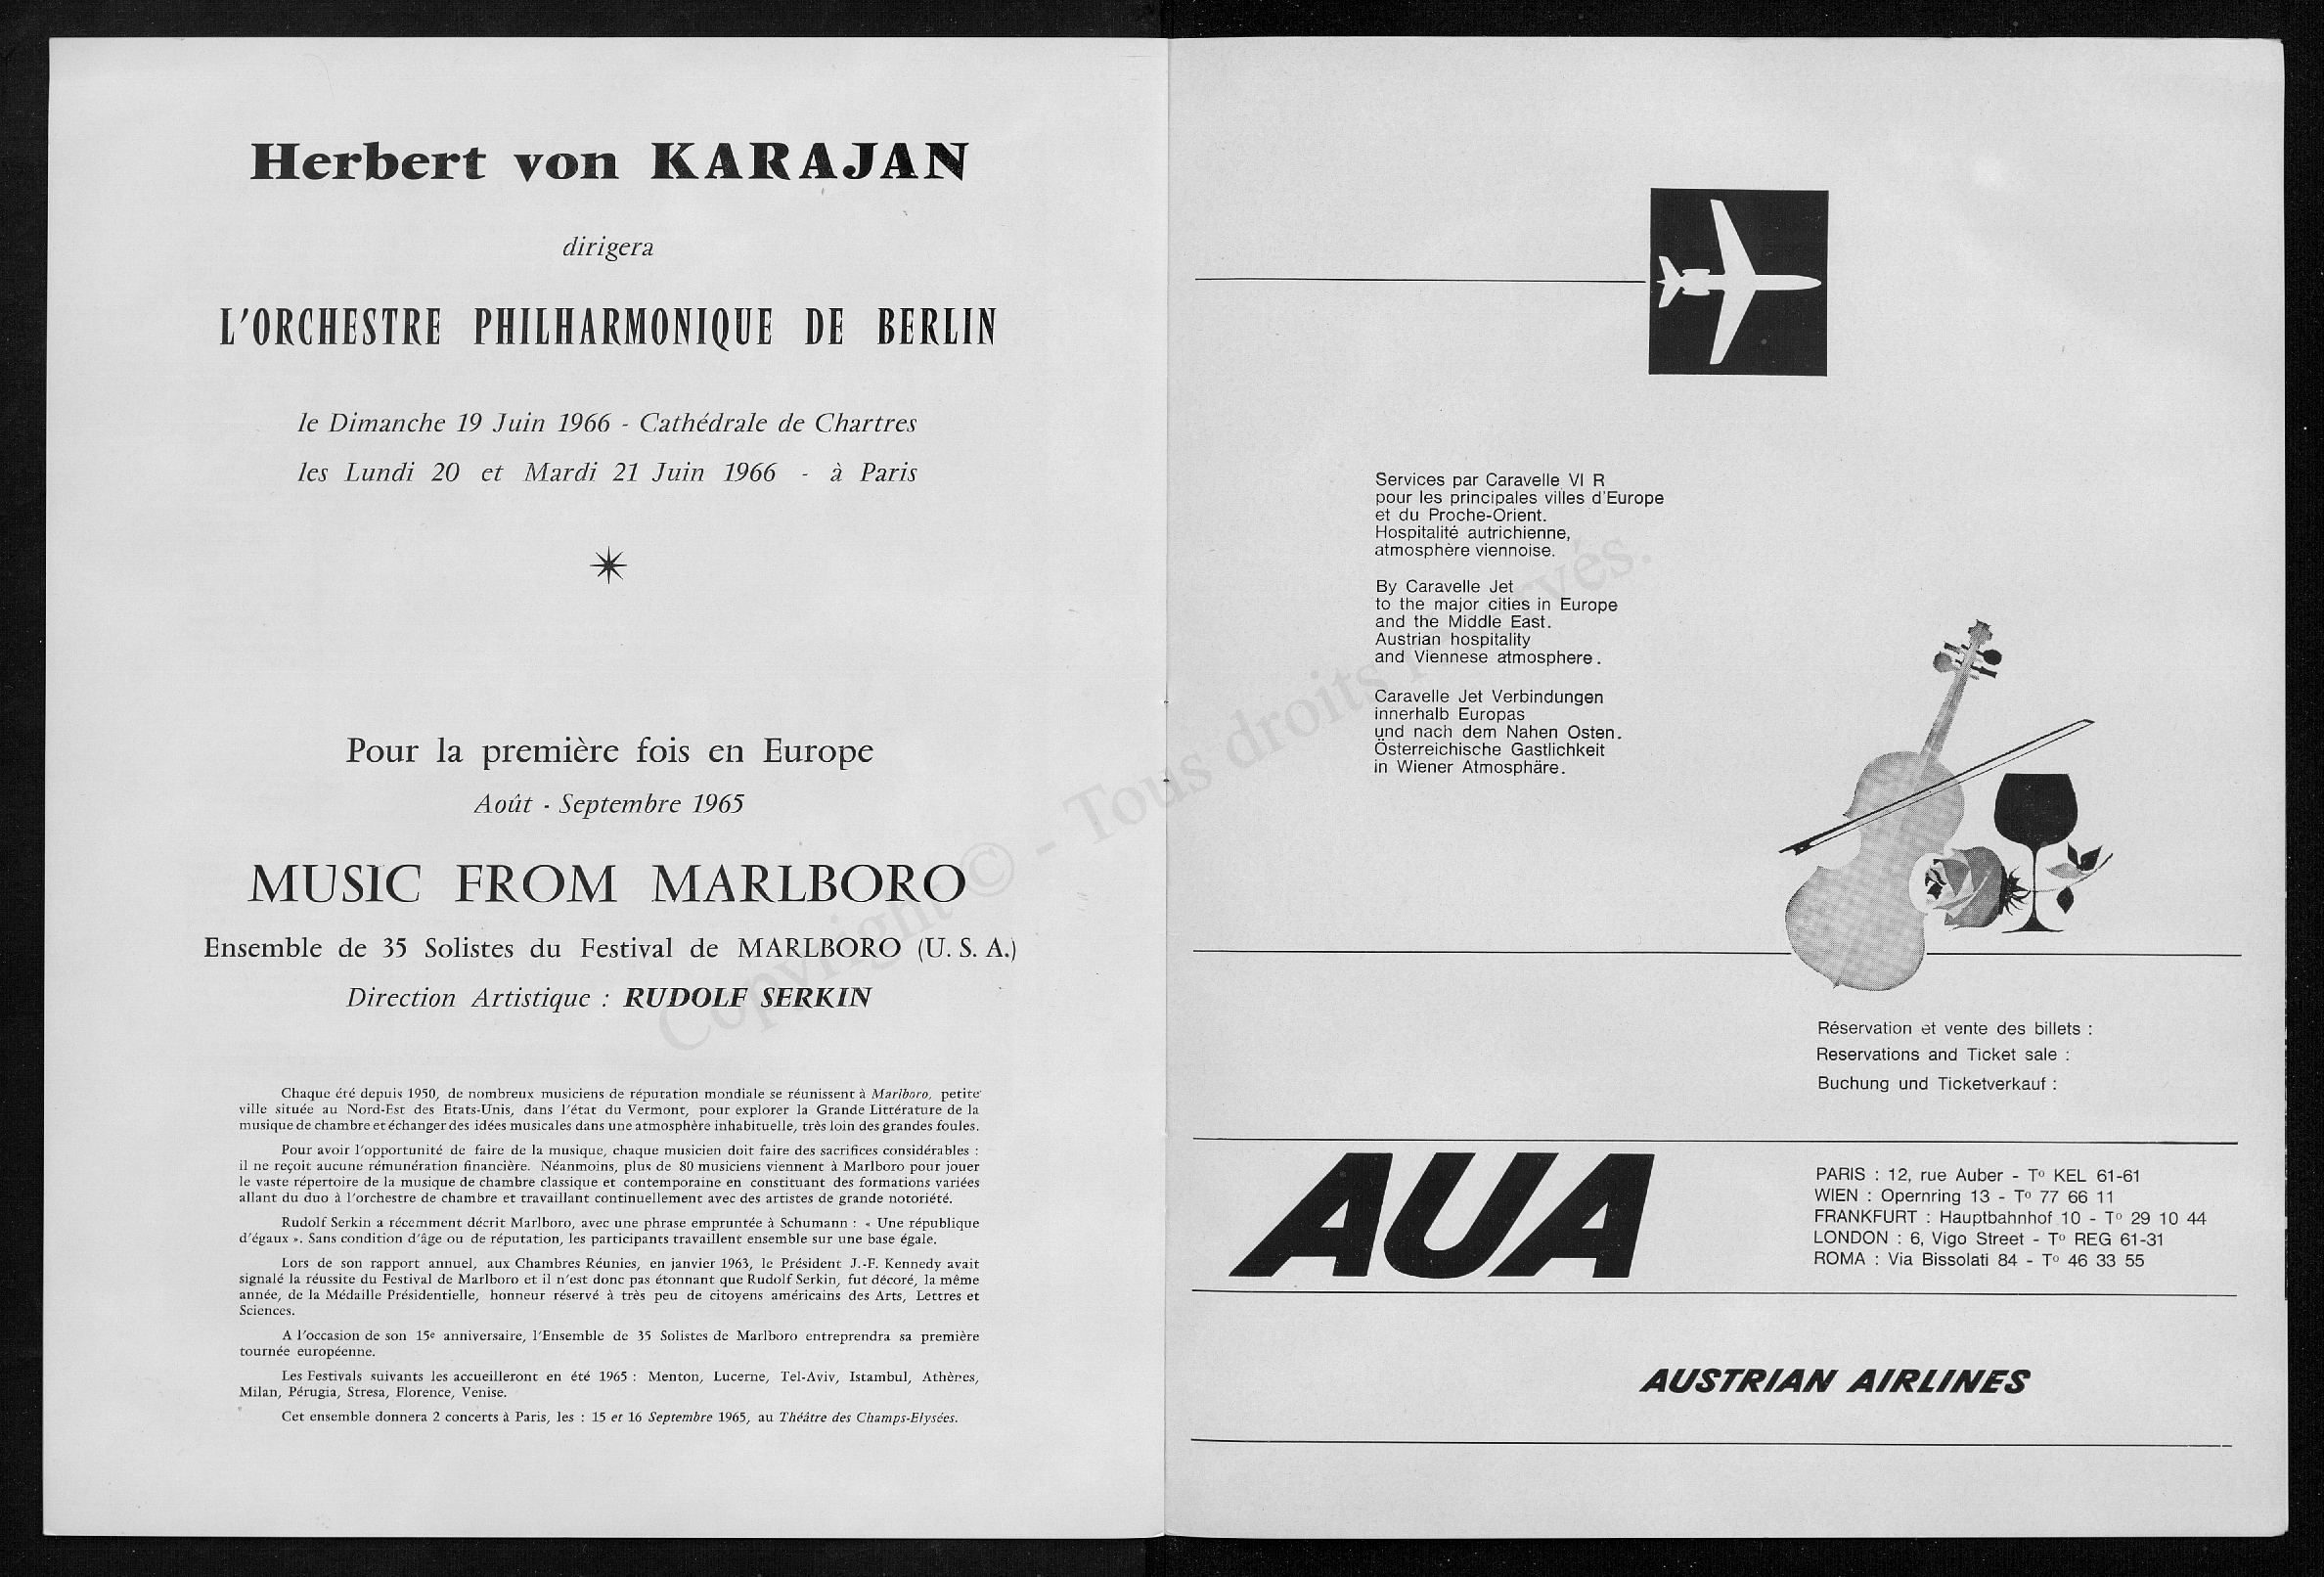 Herbert von KARAJAN
dirigera
L'ORCHESTRE PHILHARMONIQUE DE BERLIN
le Dimanche 19 Juin 1966 - Cathédrale de Chartres
les Lundi 20 et Mardi 21 Juin 1966 - à Paris
Pour la première fois en Europe
Août - Septembre 1965
MUSIC FROM MARLBORO
Ensemble de 35 Solistes du Festival de MARLBORO (U. S. A.)
Direction Artistique : RUDOLF SERKIN
Chaque été depuis 1950, de nombreux musiciens de réputation mondiale se réunissent à Marlboro, petite
ville située au Nord-Est des Etats-Unis, dans l'état du Vermont, pour explorer la Grande Littérature de la
musique de chambre et échanger des idées musicales dans une atmosphère inhabituelle, très loin des grandes foules.
Pour avoir l'opportunité de faire de la musique, chaque musicien doit faire des sacrifices considérables :
il ne reçoit aucune rémunération financière. Néanmoins, plus de 80 musiciens viennent à Marlboro pour jouer
le vaste répertoire de la musique de chambre classique et contemporaine en constituant des formations variées
allant du duo à l'orchestre de chambre et travaillant continuellement avec des artistes de grande notoriété.
Rudolf Serkin a récemment décrit Marlboro, avec une phrase empruntée à Schumann : « Une république
d'égaux ». Sans condition d'âge ou de réputation, les participants travaillent ensemble sur une base égale.
Lors de son rapport annuel, aux Chambres Réunies, en janvier 1963, le Président J.-F. Kennedy avait
signalé la réussite du Festival de Marlboro et il n'est donc pas étonnant que Rudolf Serkin, fut décoré, la même
année, de la Médaille Présidentielle, honneur réservé à très peu de citoyens américains des Arts, Lettres et
Sciences.
A l'occasion de son 15e anniversaire, l'Ensemble de 35 Solistes de Marlboro entreprendra sa première
tournée européenne.
Les Festivals suivants les accueilleront en été 1965 : Menton, Lucerne, Tel-Aviv, Istambul, Athènes,
Milan, Pérugia, Stresa, Florence, Venise.
Cet ensemble donnera 2 concerts à Paris, les : 15 et 16 Septembre 1965, au Théâtre des Champs-Elysées.
Services par Caravelle VI R
pour les principales villes d'Europe
et du Proche-Orient.
Hospitalité autrichienne,
atmosphère viennoise.
By Caravelle Jet
to the major cities in Europe
and the Middle East.
Austrian hospitality
and Viennese atmosphere.
Caravelle Jet Verbindungen
innerhalb Europas
und nach dem Nahen Osten.
Österreichische Gastlichkeit
in Wiener Atmosphäre.
Réservation et vente des billets :
Reservations and Ticket sale :
Buchung und Ticketverkauf :
AUA
PARIS : 12, rue Auber - To KEL 61-61
WIEN : Opernring 13 - To 77 66 11
FRANKFURT : Hauptbahnhof 10 - To 29 10 44
LONDON : 6, Vigo Street - To REG 61-31
ROMA : Via Bissolati 84 - To 46 33 55
AUSTRIAN AIRLINES
Copyright © - Tous droits